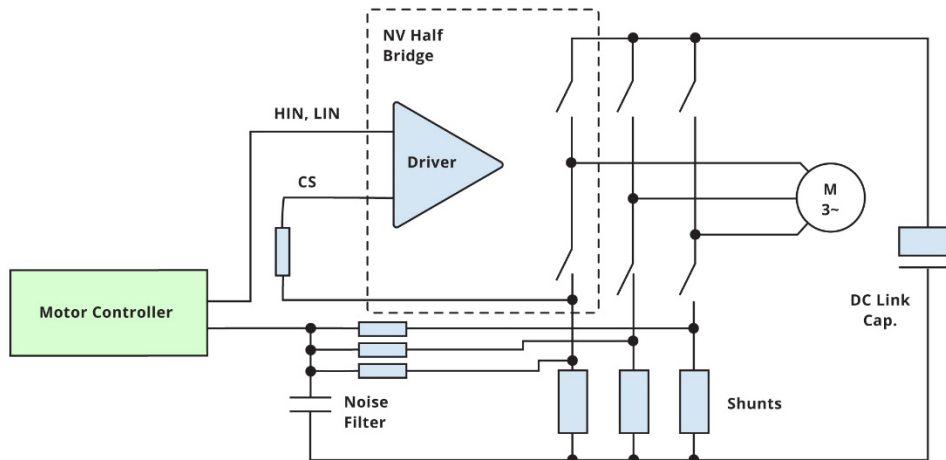 NV Half
Bridge
HIN, LIN
Driver
CS
M
3~
Motor Controller
DC Link
Cap.
Noise
Filter
Shunts